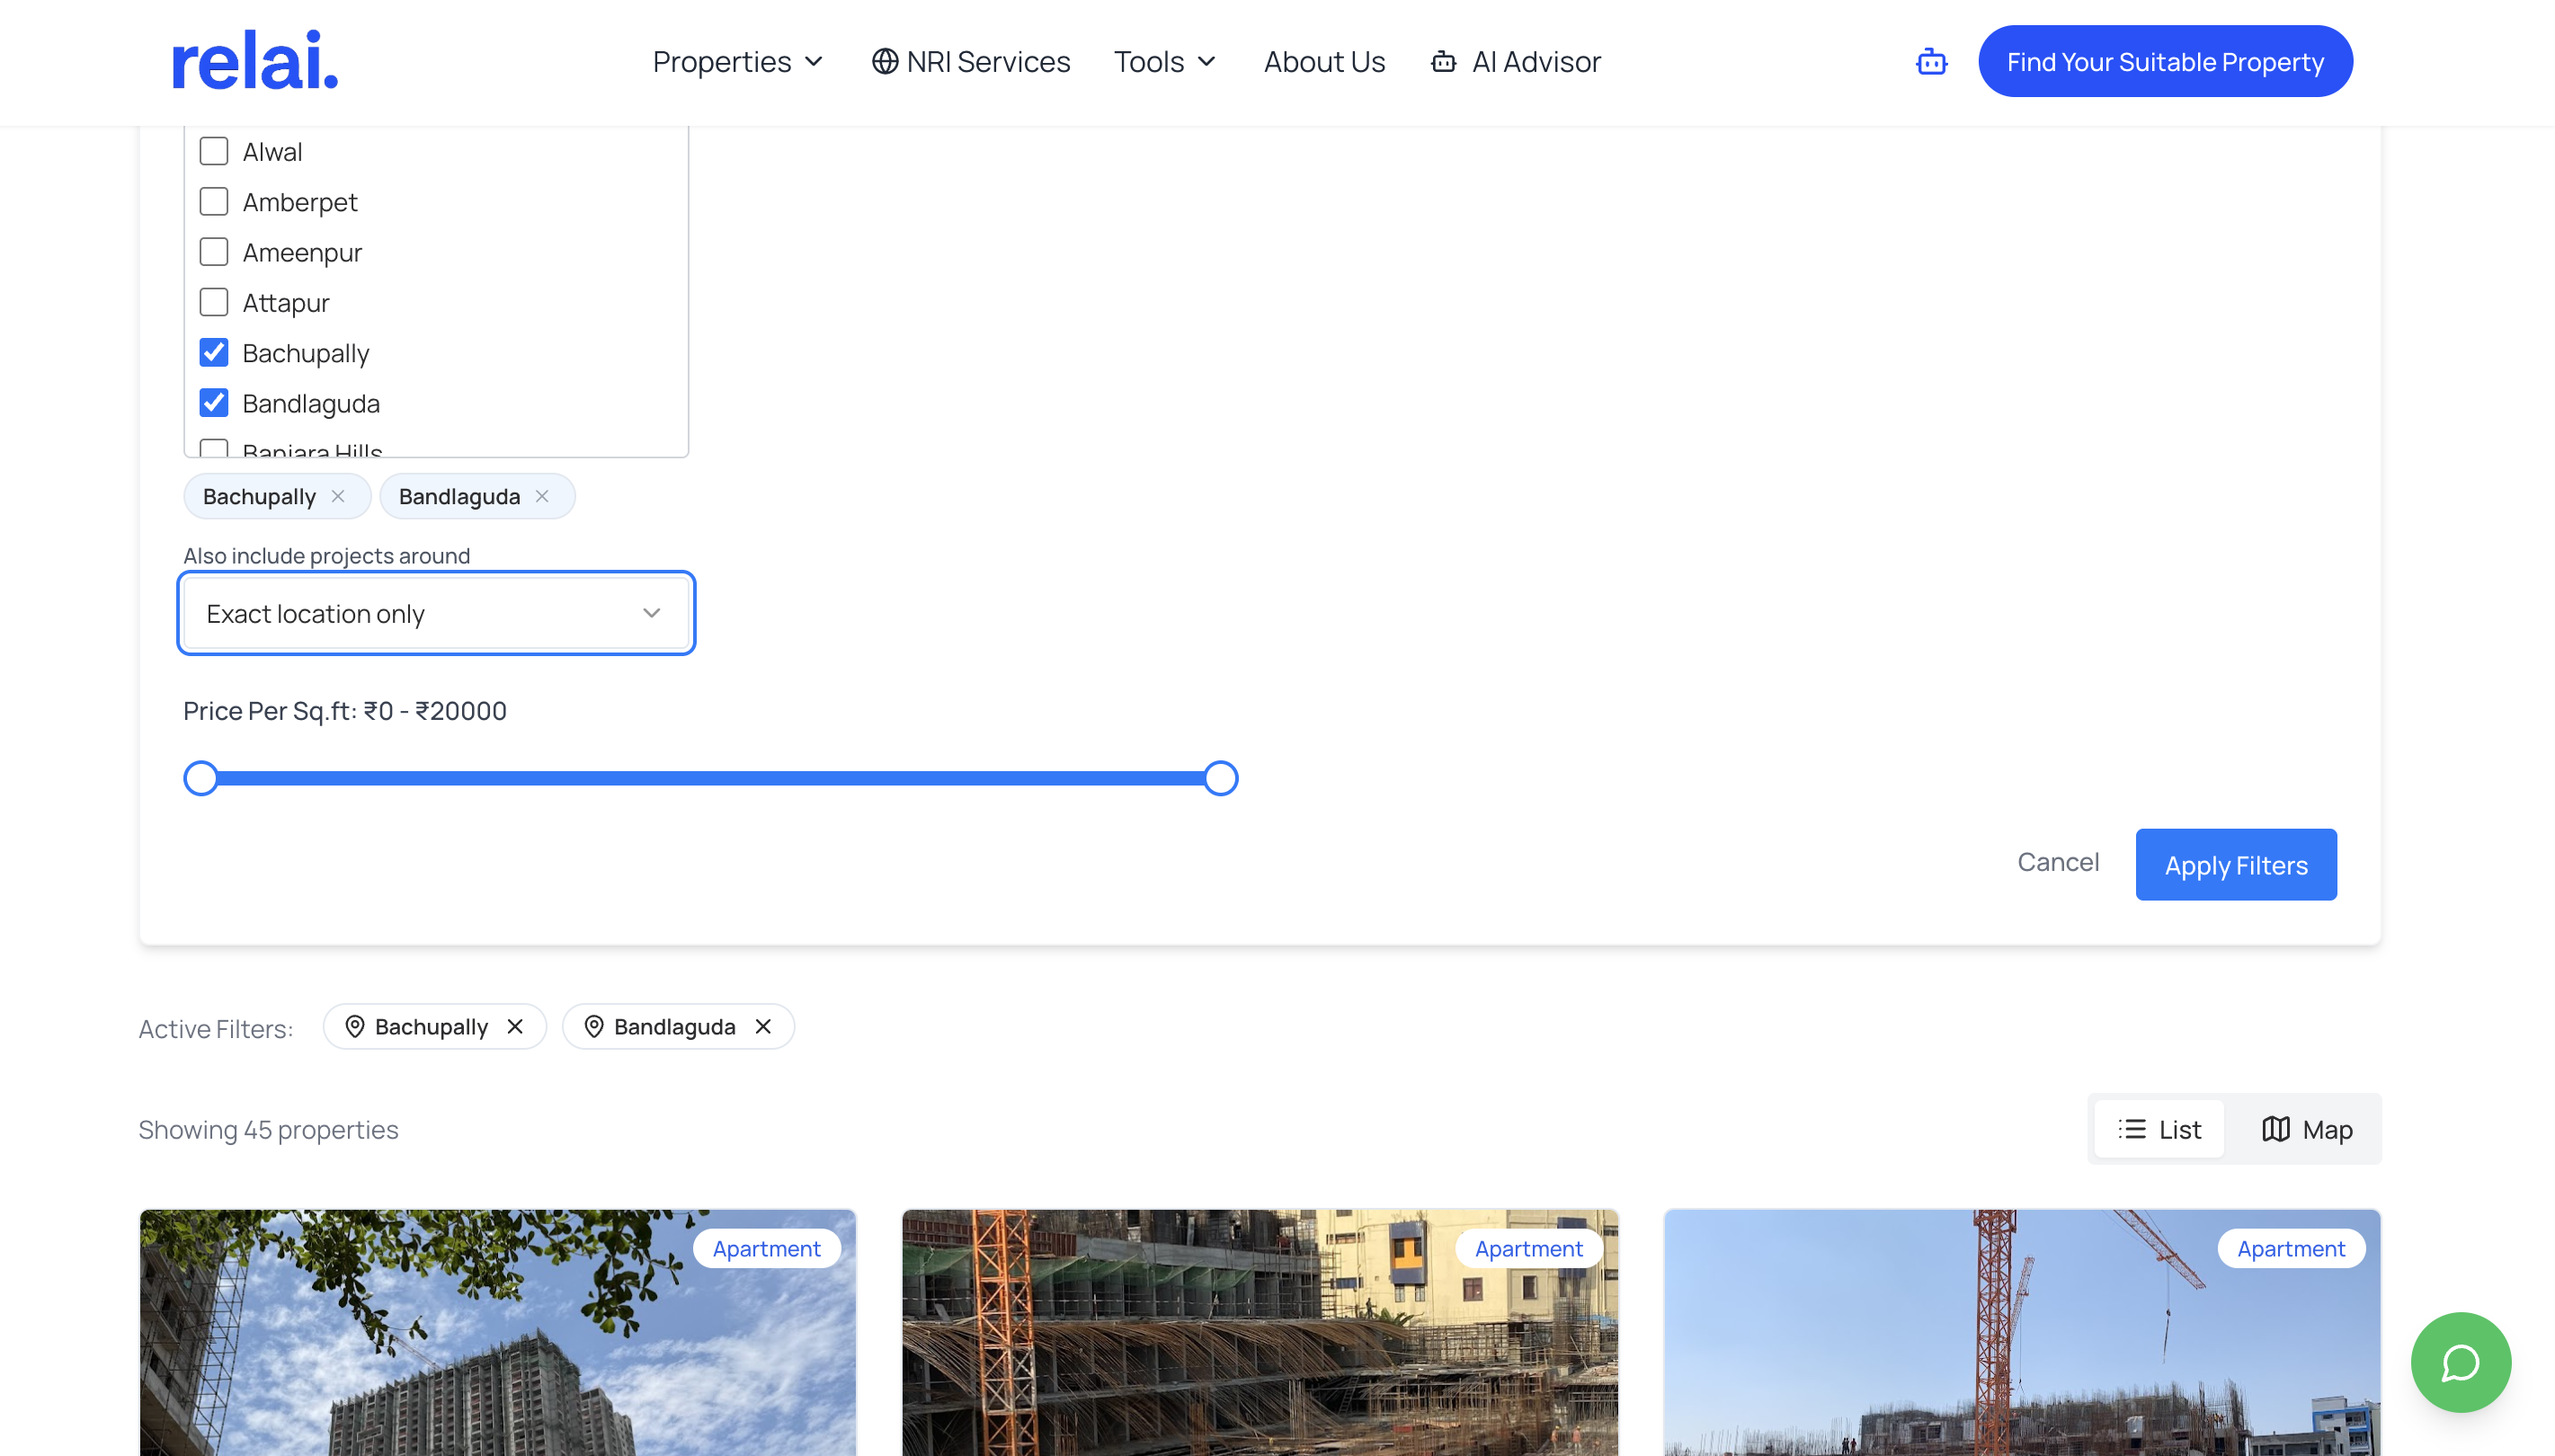 relai.
Properties
NRI Services
Tools
About Us
AI Advisor
Find Your Suitable Property
Alwal
Amberpet
Ameenpur
Attapur
Bachupally
Bandlaguda
Banjara Hills
Bachupally
Bandlaguda
Also include projects around
Exact location only
Price Per Sq.ft: ₹0 - ₹20000
Cancel
Apply Filters
Active Filters:
Bachupally
Bandlaguda
Showing 45 properties
List
Map
Apartment
Apartment
Apartment